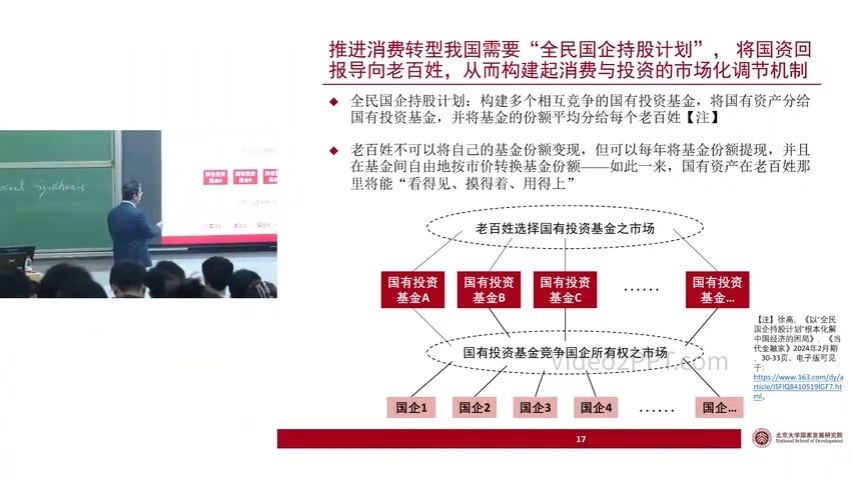 推进消费转型我国需要“全民国企持股计划”，将国资回
报导向老百姓，从而构建起消费与投资的市场化调节机制
全民国企持股计划：构建多个相互竞争的国有投资基金，将国有资产分给
国有投资基金，并将基金的份额平均分给每个老百姓【注】
老百姓不可以将自己的基金份额变现，但可以每年将基金份额提现，并且
在基金间自由地按市价转换基金份额——如此一来，国有资产在老百姓那
里将能“看得见、摸得着、用得上”
老百姓选择国有投资基金之市场
国有投资
基金A
国有投资
基金B
国有投资
基金C
……
国有投资
基金…
国有投资基金竞争国企所有权之市场
Video2PPT.com
国企1
国企2
国企3
国企4
……
国企…
【注】徐高，《以“全民
国企持股计划”根本化解
中国经济的困局》，《当
代金融家》2024年2月期
，30-33页。电子版可见
于：
https://www.163.com/dy/a
rticle/ISFIQ8410519IGF7.ht
ml。
17
北京大学国家发展研究院
National School of Development
国有投资
基金A